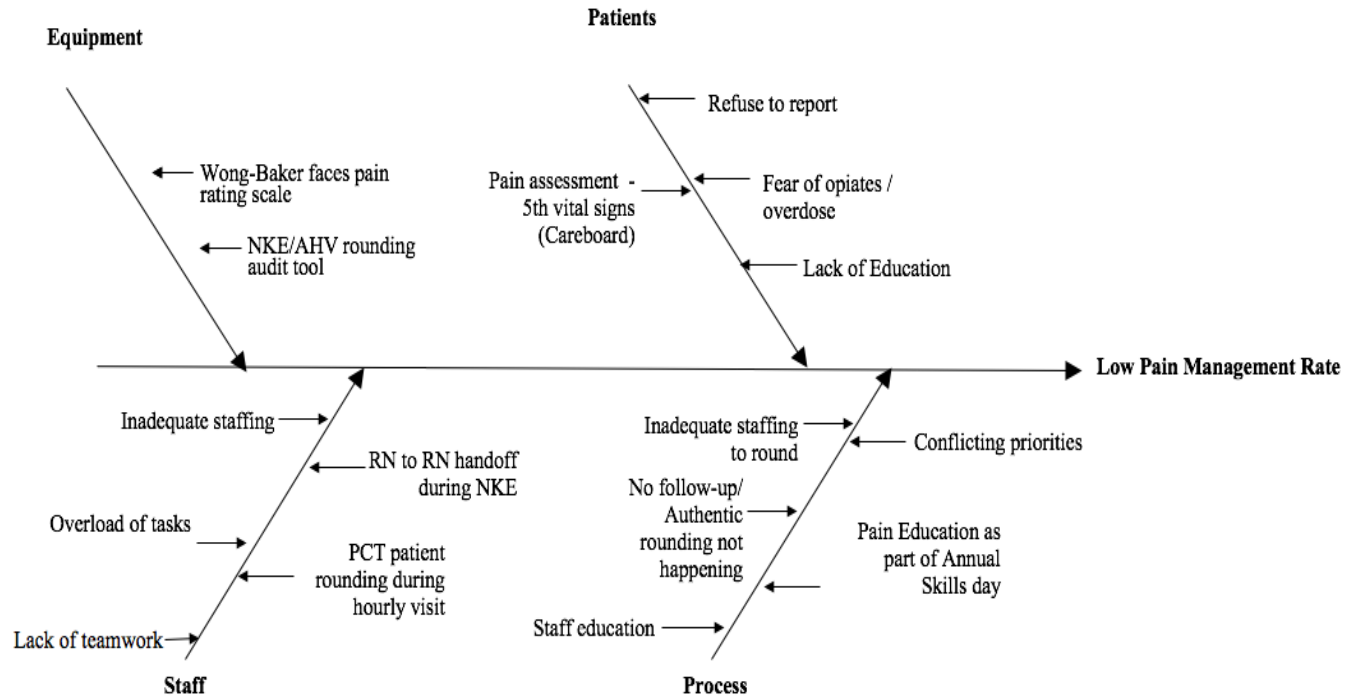 Equipment
Patients
Refuse to report
Wong-Baker faces pain
rating scale
Pain assessment -
5th vital signs
(Careboard)
Fear of opiates /
overdose
NKE/AHV rounding
audit tool
Lack of Education
Low Pain Management Rate
Inadequate staffing
RN to RN handoff
during NKE
Overload of tasks
PCT patient
rounding during
hourly visit
Lack of teamwork
Staff
Inadequate staffing
to round
Conflicting priorities
No follow-up/
Authentic
rounding not
happening
Pain Education as
part of Annual
Skills day
Staff education
Process